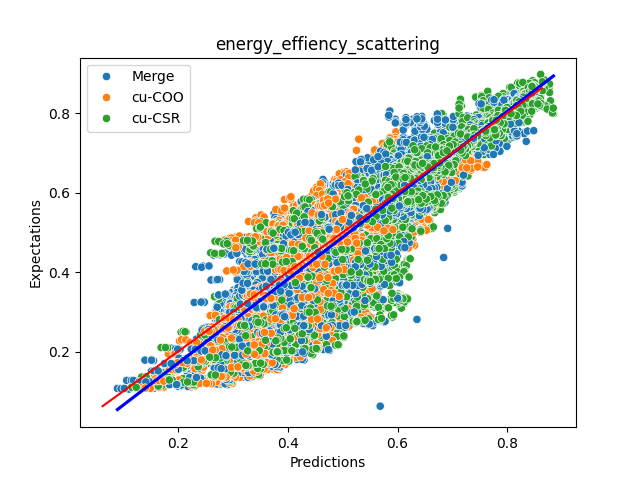 energy_effiency_scattering
Merge
cu-COO
cu-CSR
0.8
0.6
0.4
0.2
Expectations
0.2 0.4 0.6 0.8
Predictions